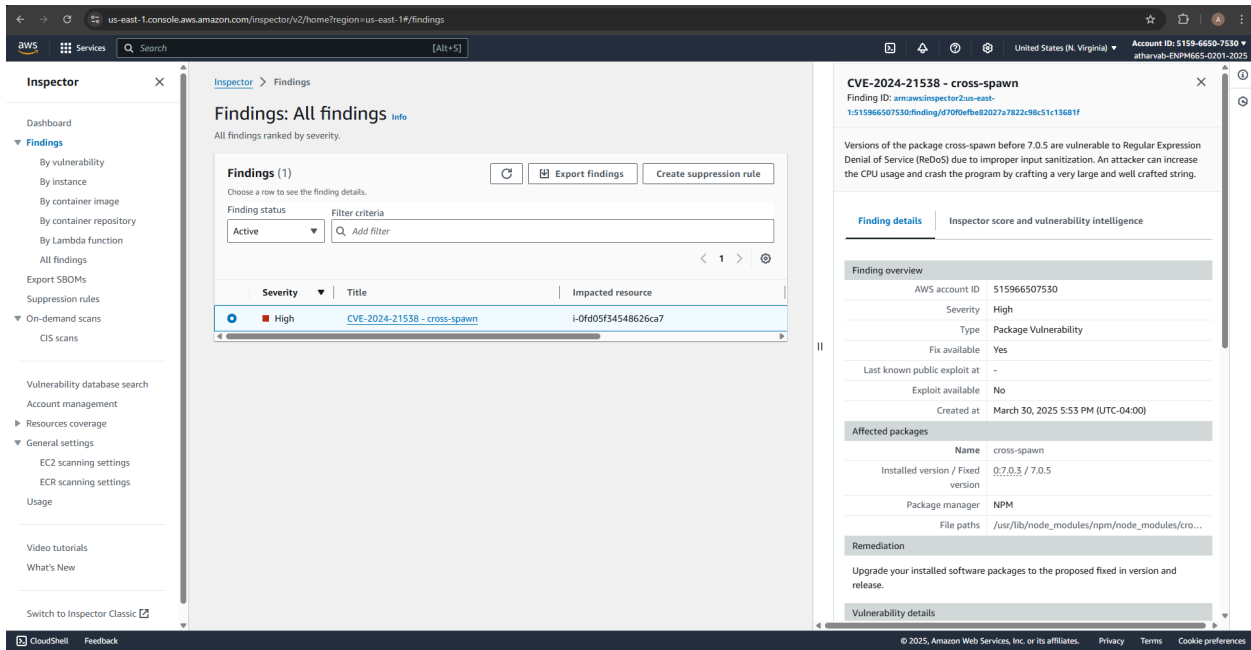 us-east-1.console.aws.amazon.com/inspector/v2/home?region=us-east-1#/findings
aws
Services
Search
[Alt+S]
United States (N. Virginia)
Account ID: 5159-6650-7530
atharvab-ENPM665-0201-2025
Inspector
Dashboard
Findings
By vulnerability
By instance
By container image
By container repository
By Lambda function
All findings
Export SBOMs
Suppression rules
On-demand scans
CIS scans
Vulnerability database search
Account management
Resources coverage
General settings
EC2 scanning settings
ECR scanning settings
Usage
Video tutorials
What's New
Switch to Inspector Classic
Inspector > Findings
Findings: All findings Info
All findings ranked by severity.
Findings (1)
Export findings
Create suppression rule
Choose a row to see the finding details.
Finding status
Filter criteria
Active
Add filter
1
Severity
Title
Impacted resource
High
CVE-2024-21538 - cross-spawn
i-0fd05f34548626ca7
CVE-2024-21538 - cross-spawn
Finding ID: arn:aws:inspector2:us-east-
1:515966507530:finding/d70f0efbe82027a7822c98c51c13681f
Versions of the package cross-spawn before 7.0.5 are vulnerable to Regular Expression
Denial of Service (ReDoS) due to improper input sanitization. An attacker can increase
the CPU usage and crash the program by crafting a very large and well crafted string.
Finding details
Inspector score and vulnerability intelligence
Finding overview
AWS account ID 515966507530
Severity High
Type Package Vulnerability
Fix available Yes
Last known public exploit at -
Exploit available No
Created at March 30, 2025 5:53 PM (UTC-04:00)
Affected packages
Name cross-spawn
Installed version / Fixed 0:7.0.3 / 7.0.5
version
Package manager NPM
File paths /usr/lib/node_modules/npm/node_modules/cro...
Remediation
Upgrade your installed software packages to the proposed fixed in version and
release.
Vulnerability details
CloudShell
Feedback
© 2025, Amazon Web Services, Inc. or its affiliates.
Privacy
Terms
Cookie preferences